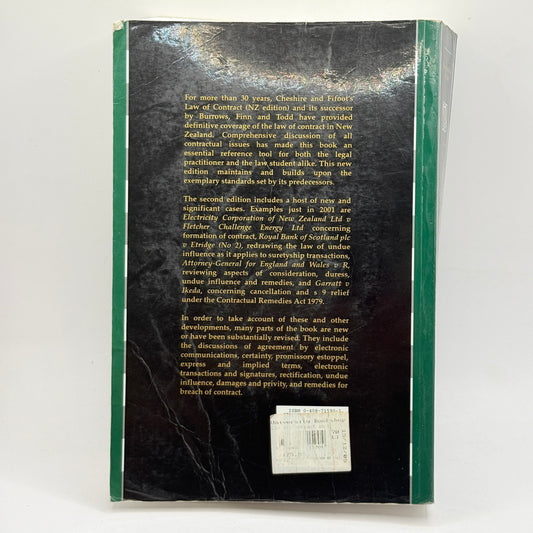 For more than 30 years, Cheshire and Fifoot's
Law of Contract (NZ edition) and its successor
by Burrows, Finn and Todd have provided
definitive coverage of the law of contract in New
Zealand. Comprehensive discussion of all
contractual issues has made this book an
essential reference tool for both the legal
practitioner and the law student alike. This new
edition maintains and builds upon the
exemplary standards set by its predecessors.
The second edition includes a host of new and
significant cases. Examples just in 2001 are
Electricity Corporation of New Zealand Ltd v
Fletcher Challenge Energy Ltd concerning
formation of contract, Royal Bank of Scotland plc
v Etridge (No 2), redrawing the law of undue
influence as it applies to suretyship transactions,
Attorney-General for England and Wales v R,
reviewing aspects of consideration, duress,
undue influence and remedies, and Garratt v
Ikeda, concerning cancellation and s 9 relief
under the Contractual Remedies Act 1979.
In order to take account of these and other
developments, many parts of the book are new
or have been substantially revised. They include
the discussions of agreement by electronic
communications, certainty, promissory estoppel,
express and implied terms, electronic
transactions and signatures, rectification, undue
influence, damages and privity, and remedies for
breach of contract.
ISBN
University Bookshop